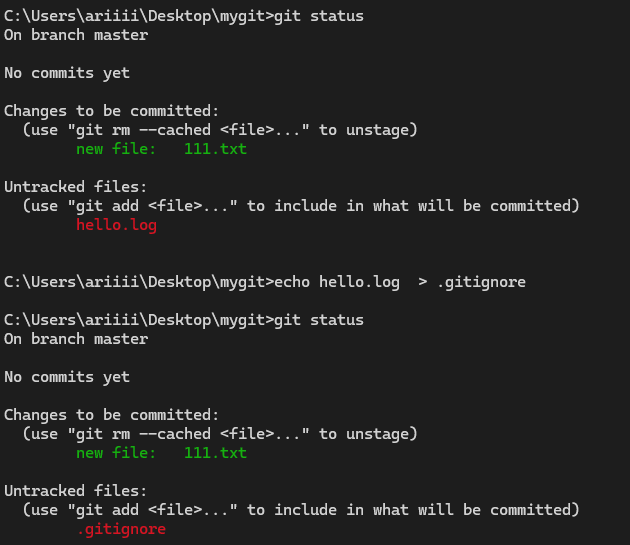 C:\Users\ariiii\Desktop\mygit>git status
On branch master
No commits yet
Changes to be committed:
  (use "git rm --cached <file>..." to unstage)
        new file:   111.txt
Untracked files:
  (use "git add <file>..." to include in what will be committed)
        hello.log
C:\Users\ariiii\Desktop\mygit>echo hello.log  > .gitignore
C:\Users\ariiii\Desktop\mygit>git status
On branch master
No commits yet
Changes to be committed:
  (use "git rm --cached <file>..." to unstage)
        new file:   111.txt
Untracked files:
  (use "git add <file>..." to include in what will be committed)
        .gitignore